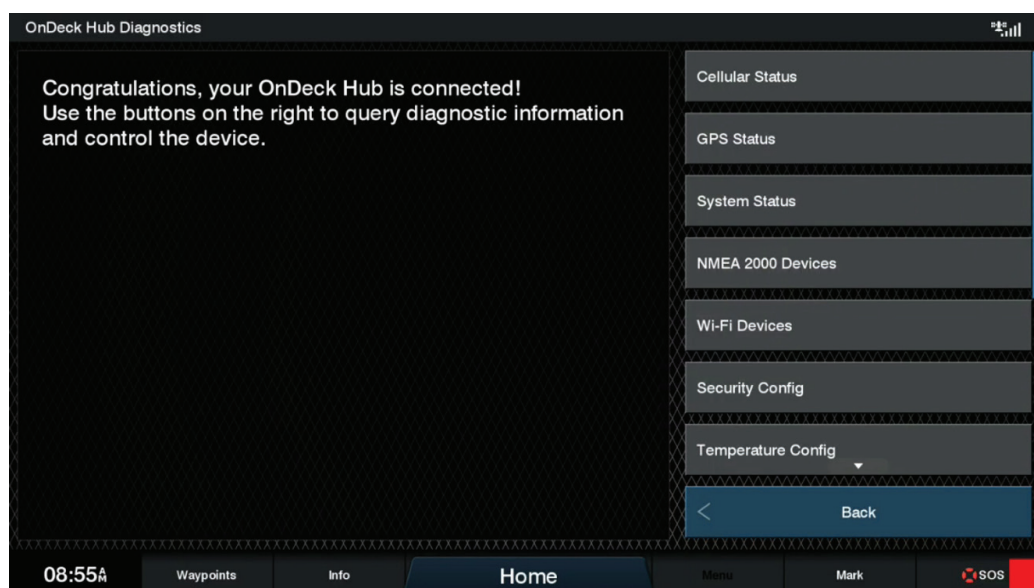 OnDeck Hub Diagnostics
Congratulations, your OnDeck Hub is connected!
Use the buttons on the right to query diagnostic information
and control the device.
Cellular Status
GPS Status
System Status
NMEA 2000 Devices
Wi-Fi Devices
Security Config
Temperature Config
Back
08:55AM Waypoints Info Home Menu Mark SOS